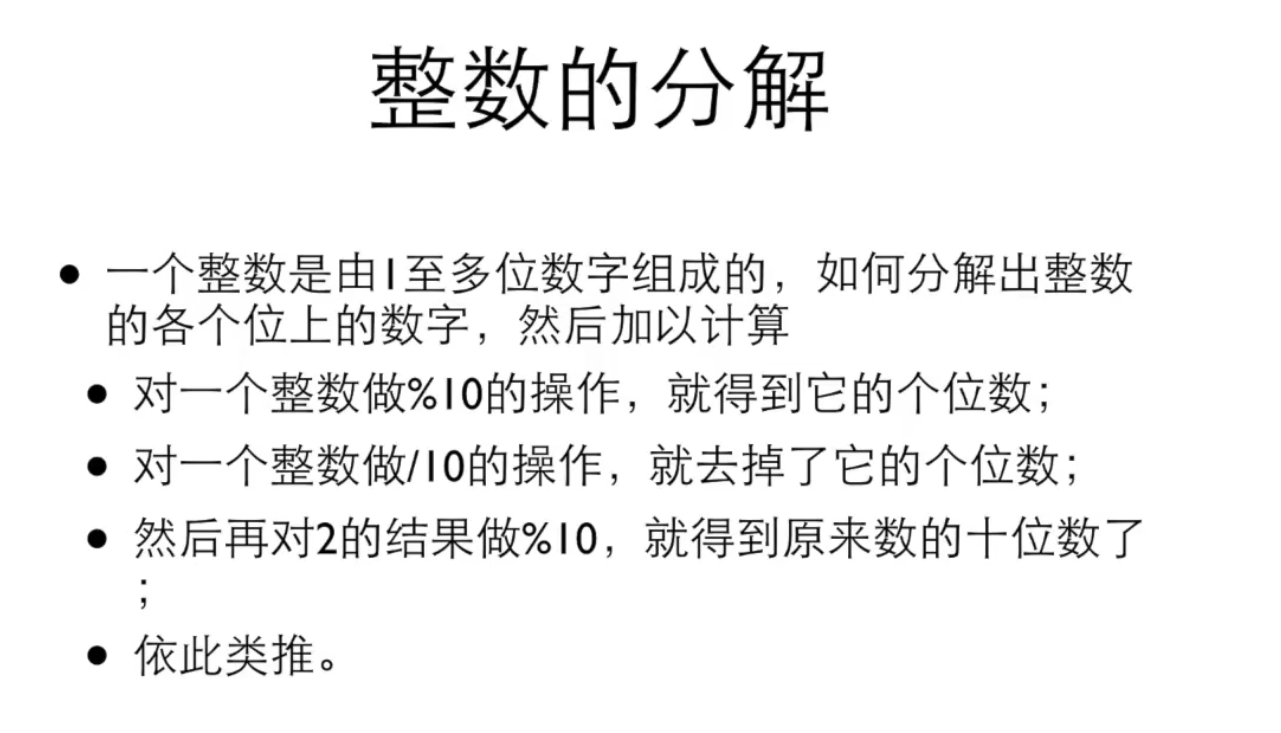 整数的分解
• 一个整数是由1至多位数字组成的，如何分解出整数
的各个位上的数字，然后加以计算
• 对一个整数做%10的操作，就得到它的个位数；
• 对一个整数做/10的操作，就去掉了它的个位数；
• 然后再对2的结果做%10，就得到原来数的十位数了
；
• 依此类推。